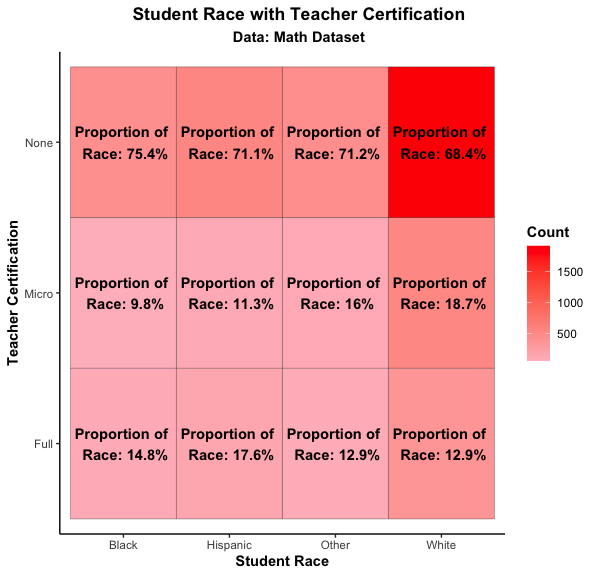 Student Race with Teacher Certification
Data: Math Dataset
Teacher Certification
None
Proportion of
Race: 75.4%
Proportion of
Race: 71.1%
Proportion of
Race: 71.2%
Proportion of
Race: 68.4%
Micro
Proportion of
Race: 9.8%
Proportion of
Race: 11.3%
Proportion of
Race: 16%
Proportion of
Race: 18.7%
Full
Proportion of
Race: 14.8%
Proportion of
Race: 17.6%
Proportion of
Race: 12.9%
Proportion of
Race: 12.9%
Black
Hispanic
Other
White
Student Race
Count
1500
1000
500